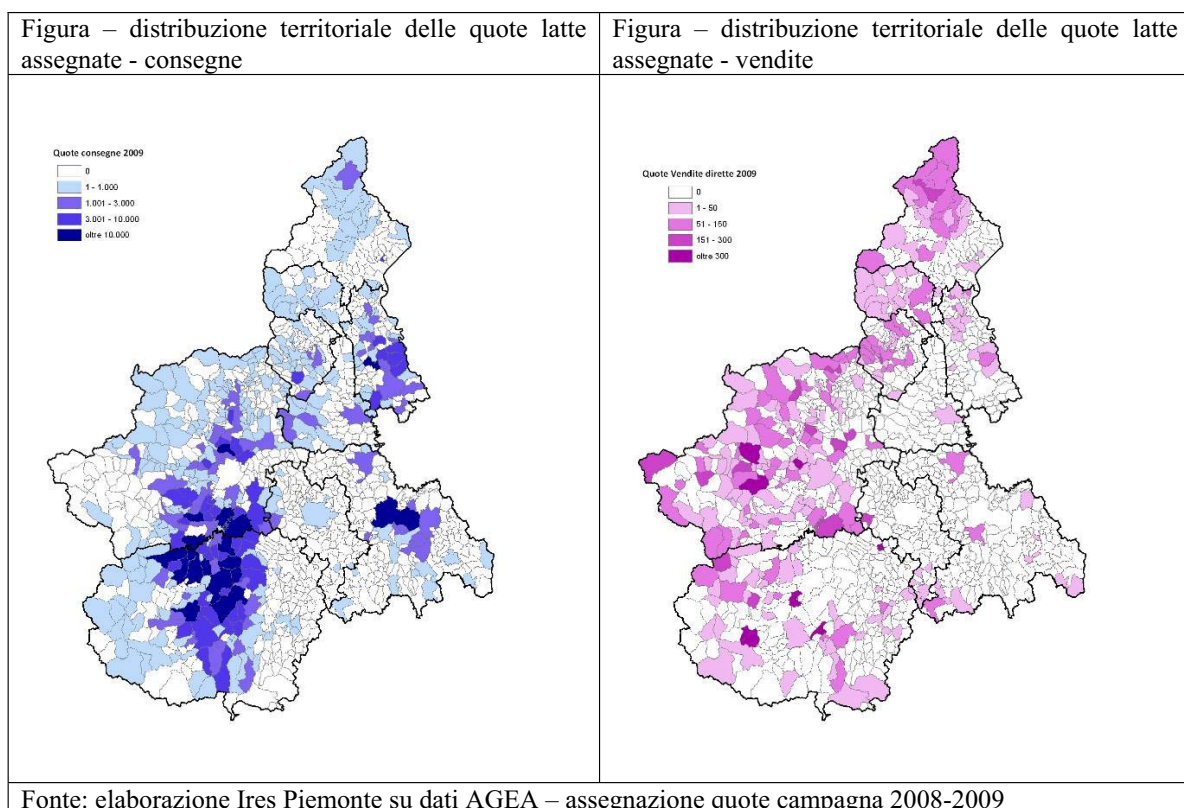 Figura – distribuzione territoriale delle quote latte
assegnate - consegne
Figura – distribuzione territoriale delle quote latte
assegnate - vendite
Quote consegne 2009
0
1 - 1.000
1.001 - 3.000
3.001 - 10.000
oltre 10.000
Quote Vendite dirette 2009
0
1 - 50
51 - 150
151 - 300
oltre 300
Fonte: elaborazione Ires Piemonte su dati AGEA – assegnazione quote campagna 2008-2009